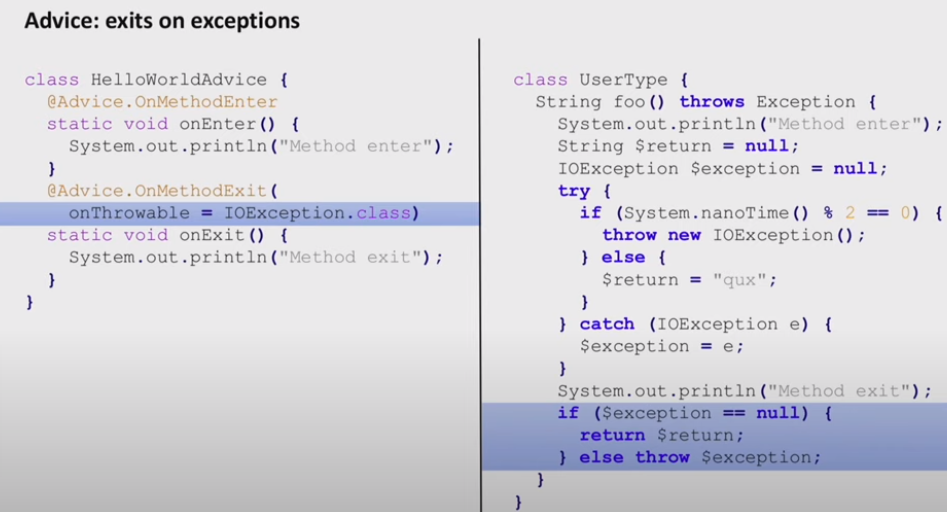 Advice: exits on exceptions
class HelloWorldAdvice {
@Advice.OnMethodEnter
static void onEnter() {
System.out.println("Method enter");
}
@Advice.OnMethodExit(
onThrowable = IOException.class)
static void onExit() {
System.out.println("Method exit");
}
}
class UserType {
String foo() throws Exception {
System.out.println("Method enter");
String $return = null;
IOException $exception = null;
try {
if (System.nanoTime() % 2 == 0) {
throw new IOException();
} else {
$return = "qux";
}
} catch (IOException e) {
$exception = e;
}
System.out.println("Method exit");
if ($exception == null) {
return $return;
} else throw $exception;
}
}